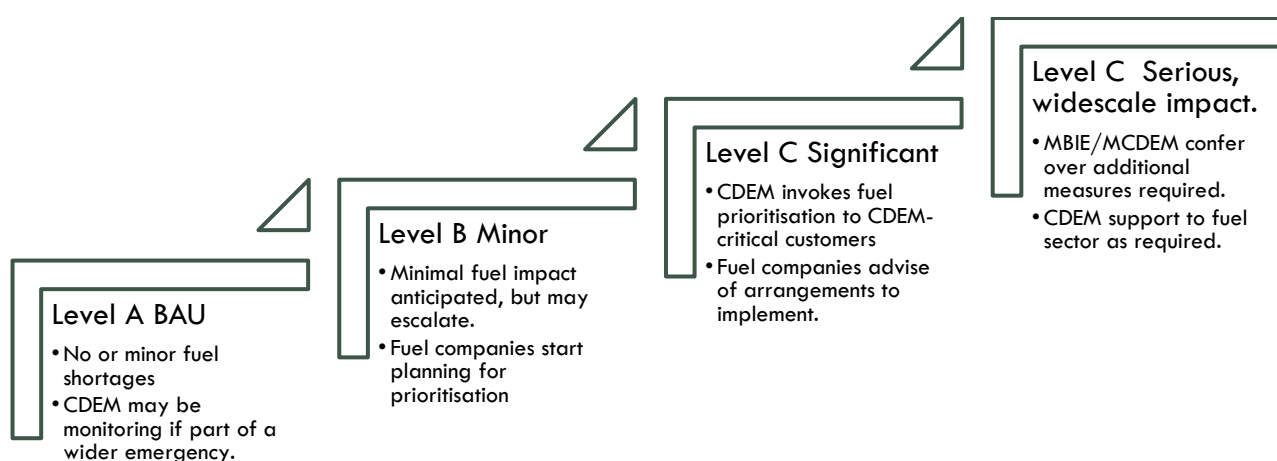 Level A BAU
• No or minor fuel
shortages
• CDEM may be
monitoring if part of a
wider emergency.
Level B Minor
• Minimal fuel impact
anticipated, but may
escalate.
• Fuel companies start
planning for
prioritisation
Level C Significant
• CDEM invokes fuel
prioritisation to CDEM-
critical customers
• Fuel companies advise
of arrangements to
implement.
Level C  Serious,
widescale impact.
• MBIE/MCDEM confer
over additional
measures required.
• CDEM support to fuel
sector as required.